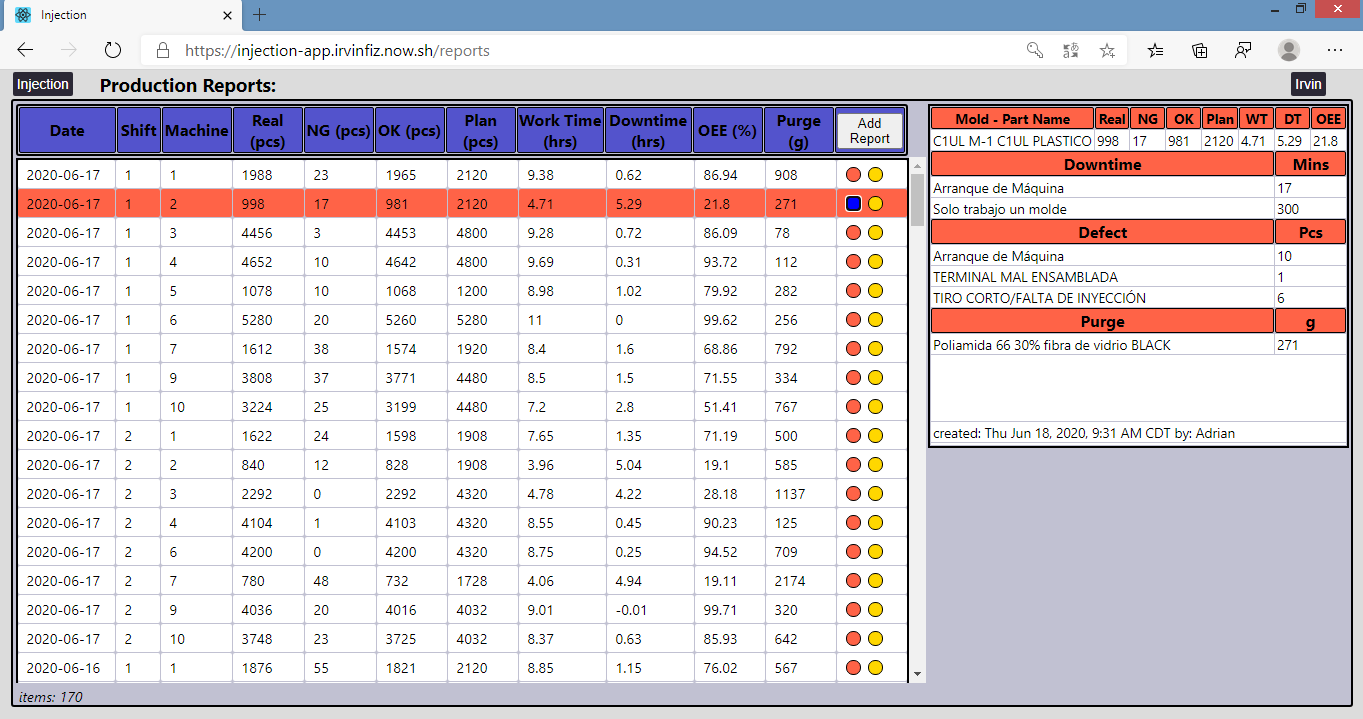 Injection
https://injection-app.irvinfiz.now.sh/reports
Injection Production Reports: Irvin
Date Shift Machine Real (pcs) NG (pcs) OK (pcs) Plan (pcs) Work Time (hrs) Downtime (hrs) OEE (%) Purge (g) Add Report
2020-06-17 1 1 1988 23 1965 2120 9.38 0.62 86.94 908
2020-06-17 1 2 998 17 981 2120 4.71 5.29 21.8 271
2020-06-17 1 3 4456 3 4453 4800 9.28 0.72 86.09 78
2020-06-17 1 4 4652 10 4642 4800 9.69 0.31 93.72 112
2020-06-17 1 5 1078 10 1068 1200 8.98 1.02 79.92 282
2020-06-17 1 6 5280 20 5260 5280 11 0 99.62 256
2020-06-17 1 7 1612 38 1574 1920 8.4 1.6 68.86 792
2020-06-17 1 9 3808 37 3771 4480 8.5 1.5 71.55 334
2020-06-17 1 10 3224 25 3199 4480 7.2 2.8 51.41 767
2020-06-17 2 1 1622 24 1598 1908 7.65 1.35 71.19 500
2020-06-17 2 2 840 12 828 1908 3.96 5.04 19.1 585
2020-06-17 2 3 2292 0 2292 4320 4.78 4.22 28.18 1137
2020-06-17 2 4 4104 1 4103 4320 8.55 0.45 90.23 125
2020-06-17 2 6 4200 0 4200 4320 8.75 0.25 94.52 709
2020-06-17 2 7 780 48 732 1728 4.06 4.94 19.11 2174
2020-06-17 2 9 4036 20 4016 4032 9.01 -0.01 99.71 320
2020-06-17 2 10 3748 23 3725 4032 8.37 0.63 85.93 642
2020-06-16 1 1 1876 55 1821 2120 8.85 1.15 76.02 567
items: 170
Mold - Part Name Real NG OK Plan WT DT OEE
C1UL M-1 C1UL PLASTICO 998 17 981 2120 4.71 5.29 21.8
Downtime Mins
Arranque de Máquina 17
Solo trabajo un molde 300
Defect Pcs
Arranque de Máquina 10
TERMINAL MAL ENSAMBLADA 1
TIRO CORTO/FALTA DE INYECCIÓN 6
Purge g
Poliamida 66 30% fibra de vidrio BLACK 271
created: Thu Jun 18, 2020, 9:31 AM CDT by: Adrian